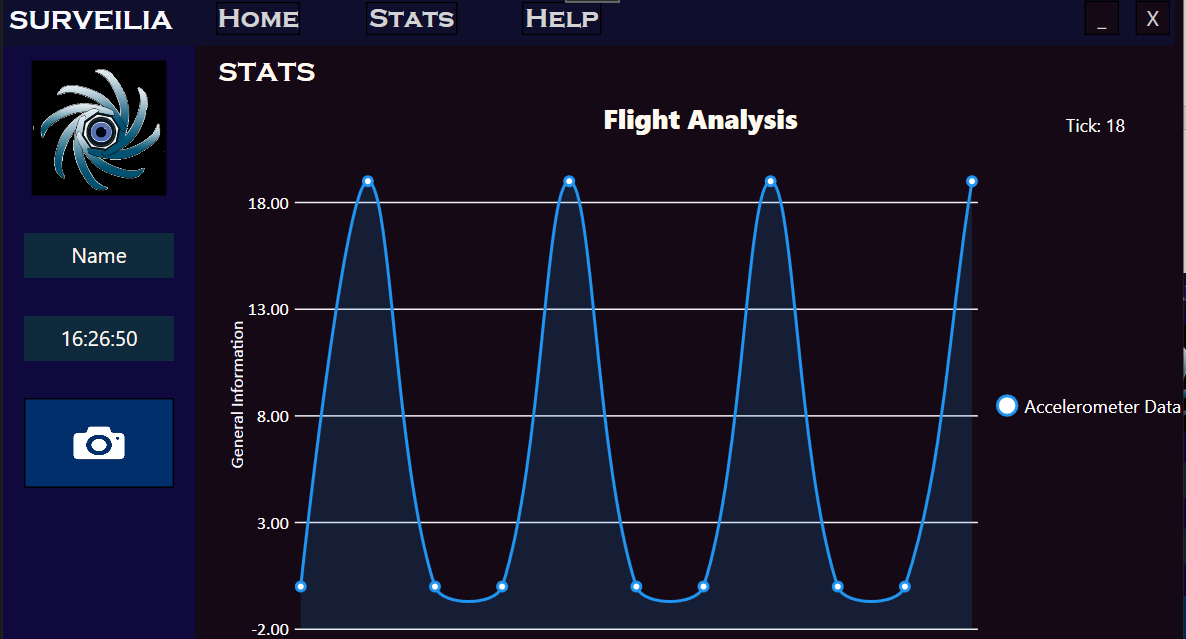 SURVEILIA
HOME
STATS
HELP
_
X
STATS
Flight Analysis
Tick: 18
Name
16:26:50
General Information
18.00
13.00
8.00
3.00
-2.00
Accelerometer Data